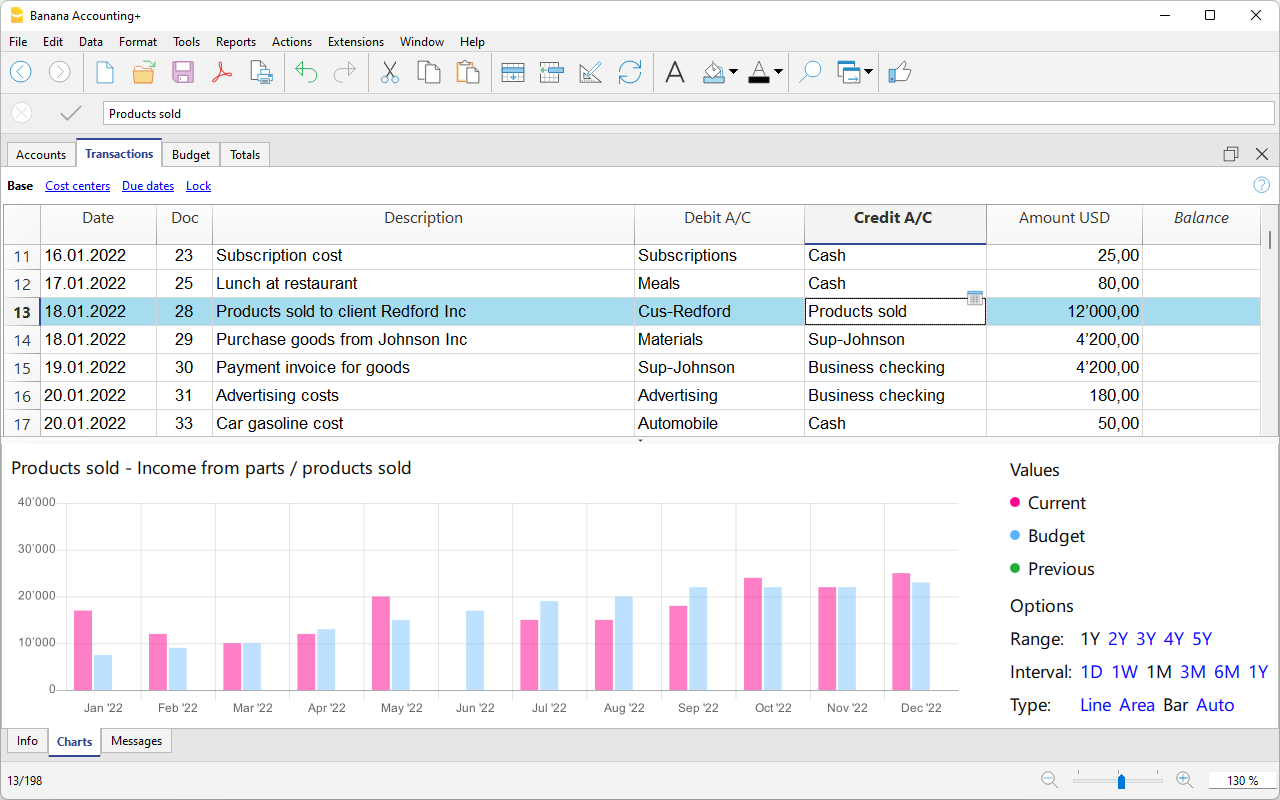 Banana Accounting+
File Edit Data Format Tools Reports Actions Extensions Window Help
Products sold
Accounts Transactions Budget Totals
Base Cost centers Due dates Lock
Date Doc Description Debit A/C Credit A/C Amount USD Balance
11 16.01.2022 23 Subscription cost Subscriptions Cash 25,00
12 17.01.2022 25 Lunch at restaurant Meals Cash 80,00
13 18.01.2022 28 Products sold to client Redford Inc Cus-Redford Products sold 12’000,00
14 18.01.2022 29 Purchase goods from Johnson Inc Materials Sup-Johnson 4’200,00
15 19.01.2022 30 Payment invoice for goods Sup-Johnson Business checking 4’200,00
16 20.01.2022 31 Advertising costs Advertising Business checking 180,00
17 20.01.2022 33 Car gasoline cost Automobile Cash 50,00
Products sold - Income from parts / products sold
40'000
30'000
20'000
10'000
0
Jan '22 Feb '22 Mar '22 Apr '22 May '22 Jun '22 Jul '22 Aug '22 Sep '22 Oct '22 Nov '22 Dec '22
Values
Current
Budget
Previous
Options
Range: 1Y 2Y 3Y 4Y 5Y
Interval: 1D 1W 1M 3M 6M 1Y
Type: Line Area Bar Auto
Info Charts Messages
13/198 130 %